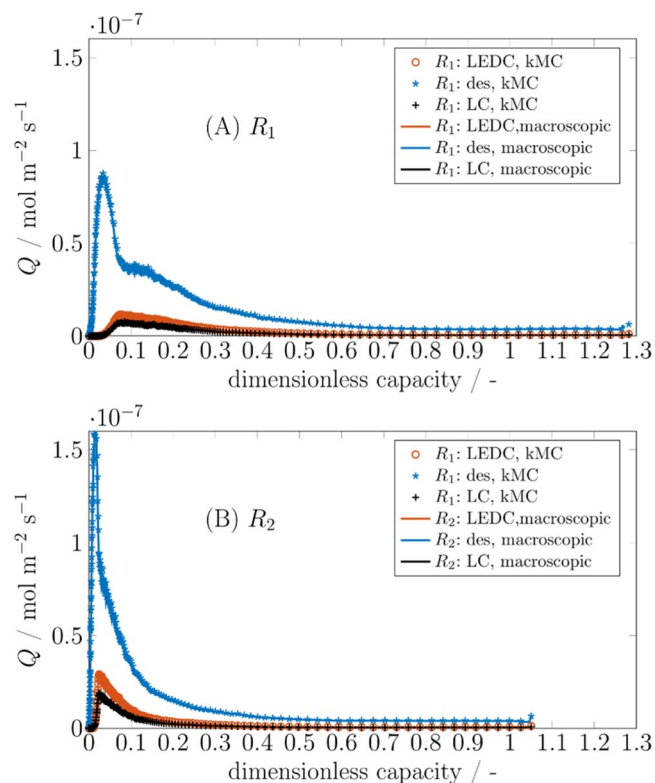 ·10⁻⁷
1.5
1
0.5
0
Q / mol m⁻² s⁻¹
(A) R₁
R₁: LEDC, kMC
R₁: des, kMC
R₁: LC, kMC
R₁: LEDC,macroscopic
R₁: des, macroscopic
R₁: LC, macroscopic
0 0.1 0.2 0.3 0.4 0.5 0.6 0.7 0.8 0.9 1 1.1 1.2 1.3
dimensionless capacity / -
·10⁻⁷
1.5
1
0.5
0
Q / mol m⁻² s⁻¹
(B) R₂
R₁: LEDC, kMC
R₁: des, kMC
R₁: LC, kMC
R₂: LEDC,macroscopic
R₂: des, macroscopic
R₂: LC, macroscopic
0 0.1 0.2 0.3 0.4 0.5 0.6 0.7 0.8 0.9 1 1.1 1.2 1.3
dimensionless capacity / -